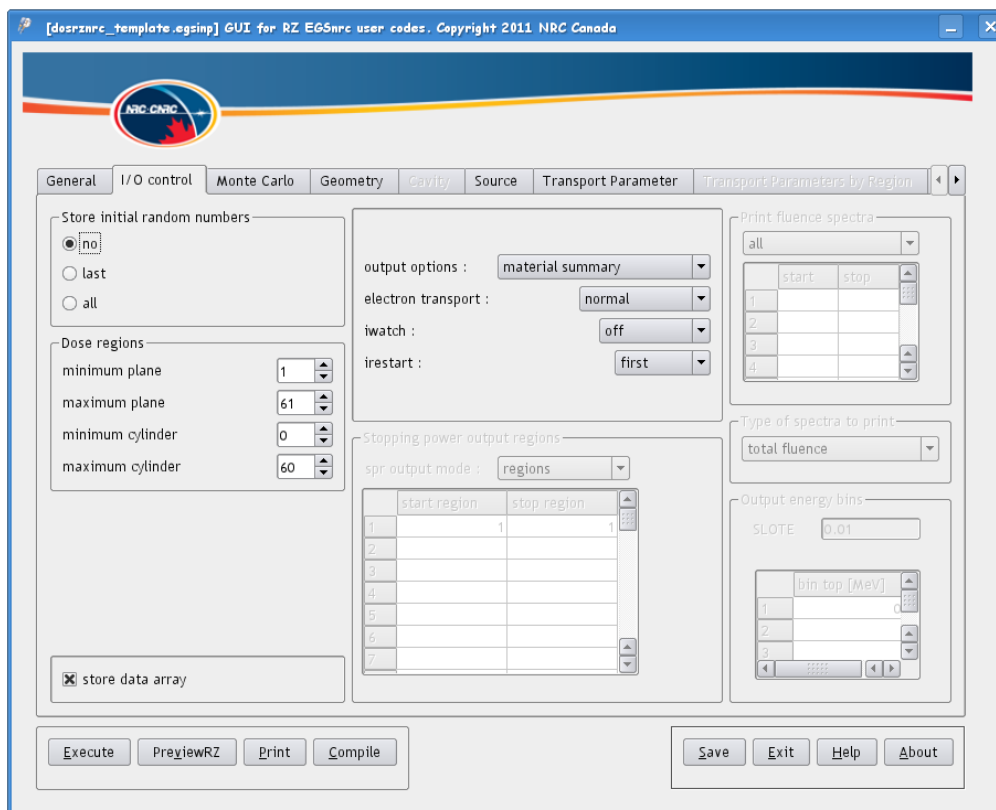 [dosrznrc_template.egsinp] GUI for RZ EGSnrc user codes. Copyright 2011 NRC Canada
NRC·CNRC
General I/O control Monte Carlo Geometry Cavity Source Transport Parameter Transport Parameters by Region
Store initial random numbers
no
last
all
Dose regions
minimum plane 1
maximum plane 61
minimum cylinder 0
maximum cylinder 60
store data array
output options : material summary
electron transport : normal
iwatch : off
irestart : first
Stopping power output regions
spr output mode : regions
start region stop region
1 1 1
2
3
4
5
6
7
Print fluence spectra
all
start stop
1
2
3
4
Type of spectra to print
total fluence
Output energy bins
SLOTE 0.01
bin top [MeV]
1 0
2
3
Execute PreviewRZ Print Compile
Save Exit Help About